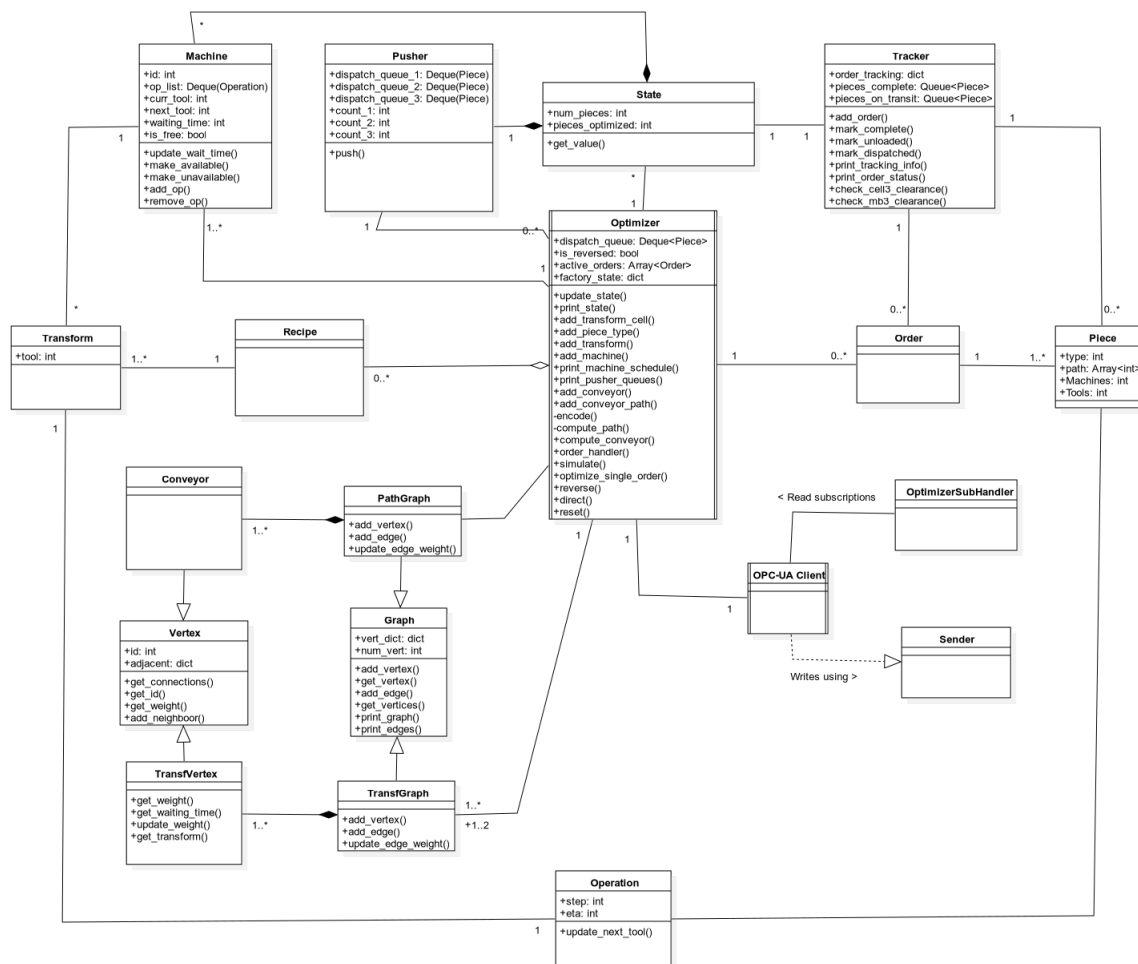 *
Machine
+id: int
+op_list: Deque(Operation)
+curr_tool: int
+next_tool: int
+waiting_time: int
+is_free: bool
+update_wait_time()
+make_available()
+make_unavailable()
+add_op()
+remove_op()
1
1..*
Pusher
+dispatch_queue_1: Deque(Piece)
+dispatch_queue_2: Deque(Piece)
+dispatch_queue_3: Deque(Piece)
+count_1: int
+count_2: int
+count_3: int
+push()
1
1
State
+num_pieces: int
+pieces_optimized: int
+get_value()
1
1
*
1
Tracker
+order_tracking: dict
+pieces_complete: Queue<Piece>
+pieces_on_transit: Queue<Piece>
+add_order()
+mark_complete()
+mark_unloaded()
+mark_dispatched()
+print_tracking_info()
+print_order_status()
+check_cell3_clearance()
+check_mb3_clearance()
1
1
0..*
0..*
0..*
1
Optimizer
+dispatch_queue: Deque<Piece>
+is_reversed: bool
+active_orders: Array<Order>
+factory_state: dict
+update_state()
+print_state()
+add_transform_cell()
+add_piece_type()
+add_transform()
+add_machine()
+print_machine_schedule()
+print_pusher_queues()
+add_conveyor()
+add_conveyor_path()
-encode()
-compute_path()
+compute_conveyor()
+order_handler()
+simulate()
+optimize_single_order()
+reverse()
+direct()
+reset()
*
Transform
+tool: int
1..*
1
1
Recipe
0..*
1
0..*
Order
1
1..*
Piece
+type: int
+path: Array<int>
+Machines: int
+Tools: int
Conveyor
1..*
PathGraph
+add_vertex()
+add_edge()
+update_edge_weight()
< Read subscriptions
OptimizerSubHandler
1
1
OPC-UA Client
1
Writes using >
Sender
Vertex
+id: int
+adjacent: dict
+get_connections()
+get_id()
+get_weight()
+add_neighboor()
Graph
+vert_dict: dict
+num_vert: int
+add_vertex()
+get_vertex()
+add_edge()
+get_vertices()
+print_graph()
+print_edges()
TransfVertex
+get_weight()
+get_waiting_time()
+update_weight()
+get_transform()
1..*
TransfGraph
+add_vertex()
+add_edge()
+update_edge_weight()
1..*
+1..2
Operation
+step: int
+eta: int
+update_next_tool()
1